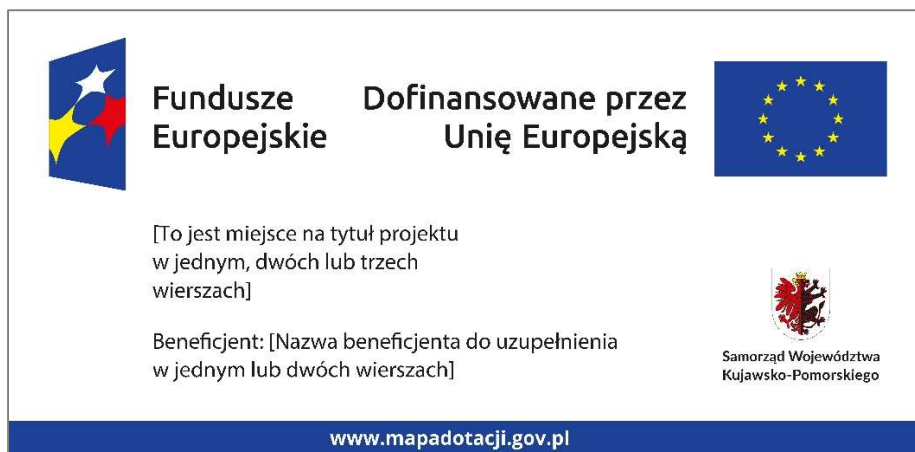 Fundusze
Europejskie
Dofinansowane przez
Unię Europejską
[To jest miejsce na tytuł projektu
w jednym, dwóch lub trzech
wierszach]
Beneficjent: [Nazwa beneficjenta do uzupełnienia
w jednym lub dwóch wierszach]
Samorząd Województwa
Kujawsko-Pomorskiego
www.mapadotacji.gov.pl